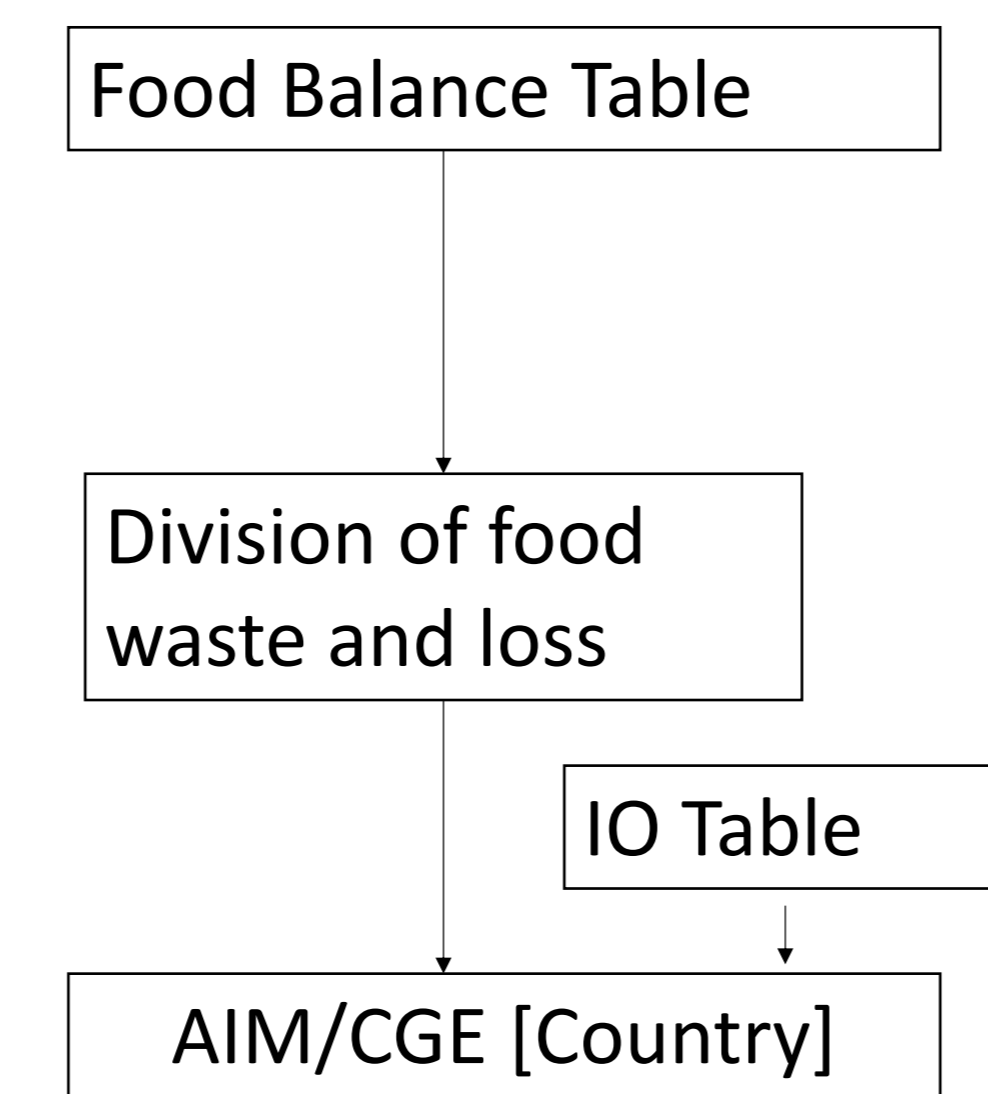 Food Balance Table
Division of food
waste and loss
IO Table
AIM/CGE [Country]